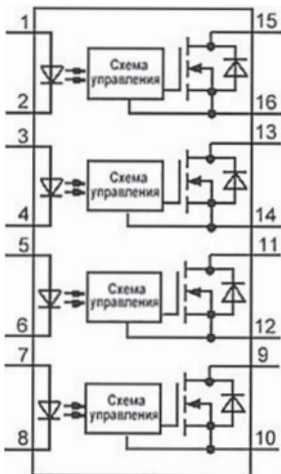 1 15
Схема
управления
2 16
3 13
Схема
управления
4 14
5 11
Схема
управления
6 12
7 9
Схема
управления
8 10